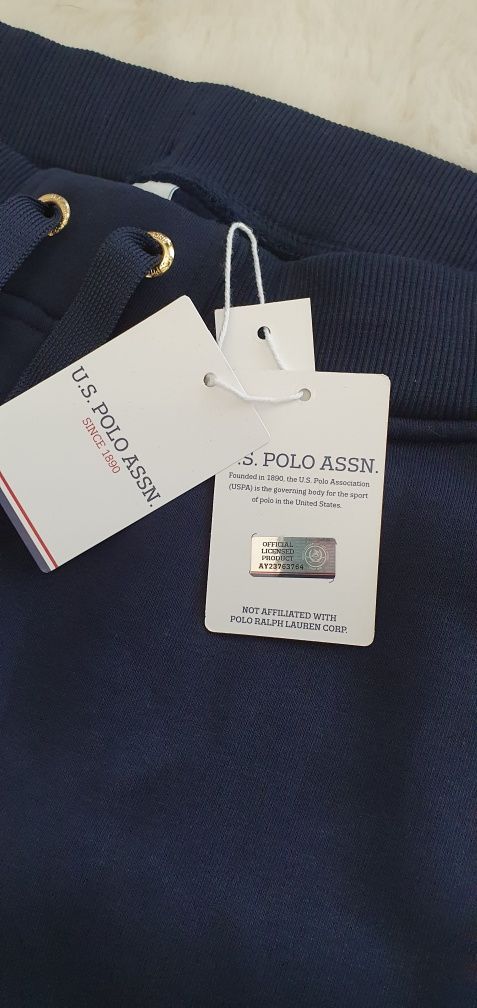 U.S. POLO ASSN.
SINCE 1890
.S. POLO ASSN.
Founded in 1890, the U.S. Polo Association
(USPA) is the governing body for the sport
of polo in the United States.
OFFICIAL
LICENSED
PRODUCT
AY23763764
NOT AFFILIATED WITH
POLO RALPH LAUREN CORP.